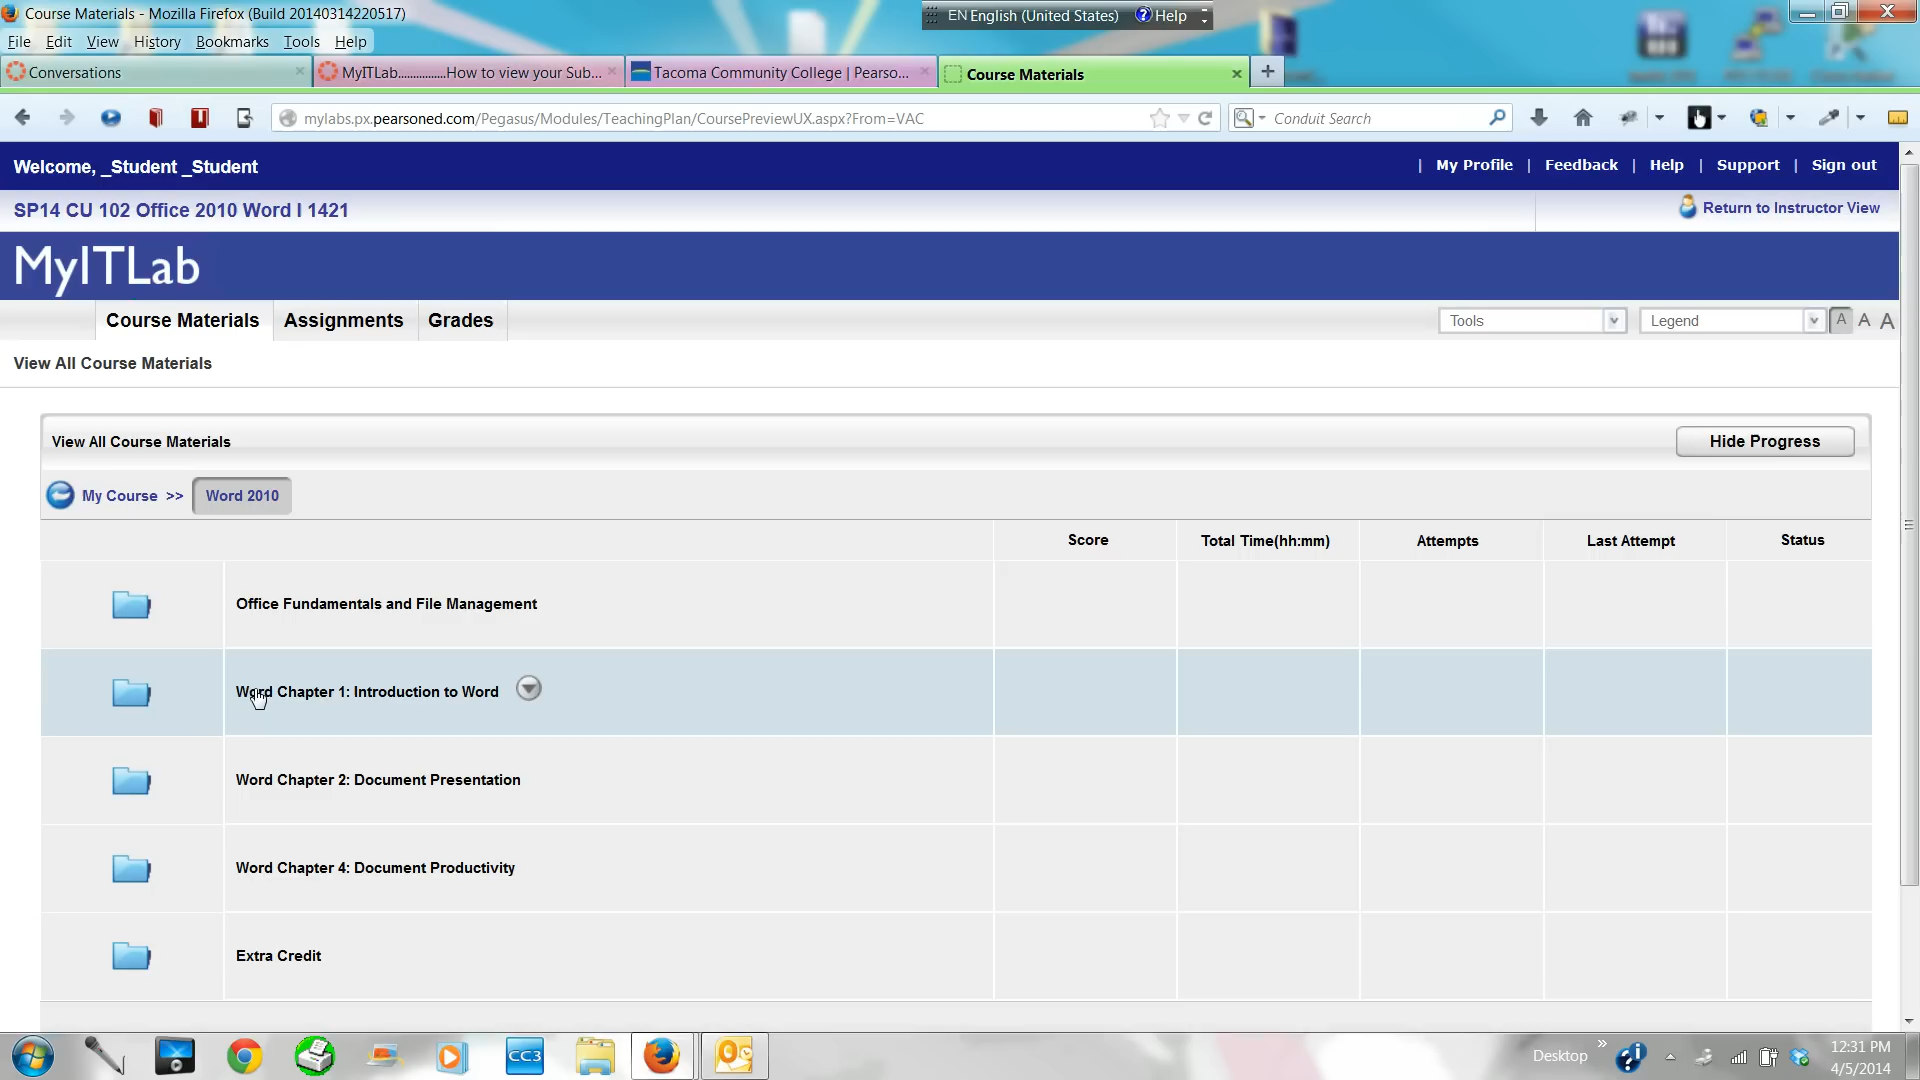 Course Materials - Mozilla Firefox (Build 20140314220517)
EN English (United States) Help
File Edit View History Bookmarks Tools Help
Conversations
MyITLab................How to view your Sub...
Tacoma Community College | Pearso...
Course Materials
mylabs.px.pearsoned.com/Pegasus/Modules/TeachingPlan/CoursePreviewUX.aspx?From=VAC
Conduit Search
Welcome, _Student _Student
| My Profile | Feedback | Help | Support | Sign out
SP14 CU 102 Office 2010 Word I 1421
Return to Instructor View
MyITLab
Course Materials Assignments Grades
Tools Legend A A A
View All Course Materials
View All Course Materials
Hide Progress
My Course >> Word 2010
Score Total Time(hh:mm) Attempts Last Attempt Status
Office Fundamentals and File Management
Word Chapter 1: Introduction to Word
Word Chapter 2: Document Presentation
Word Chapter 4: Document Productivity
Extra Credit
CC3
Desktop »
12:31 PM
4/5/2014